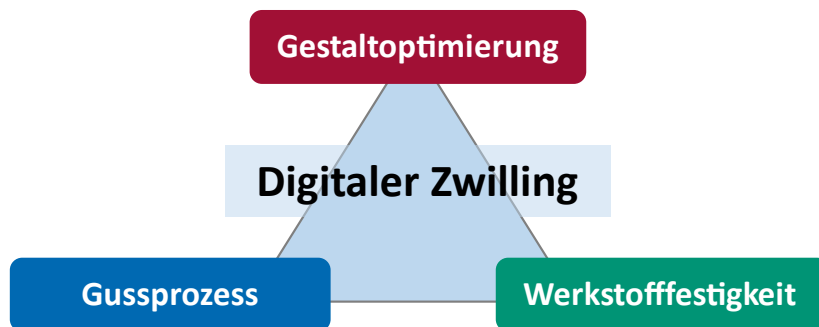 Gestaltoptimierung
Digitaler Zwilling
Gussprozess
Werkstofffestigkeit